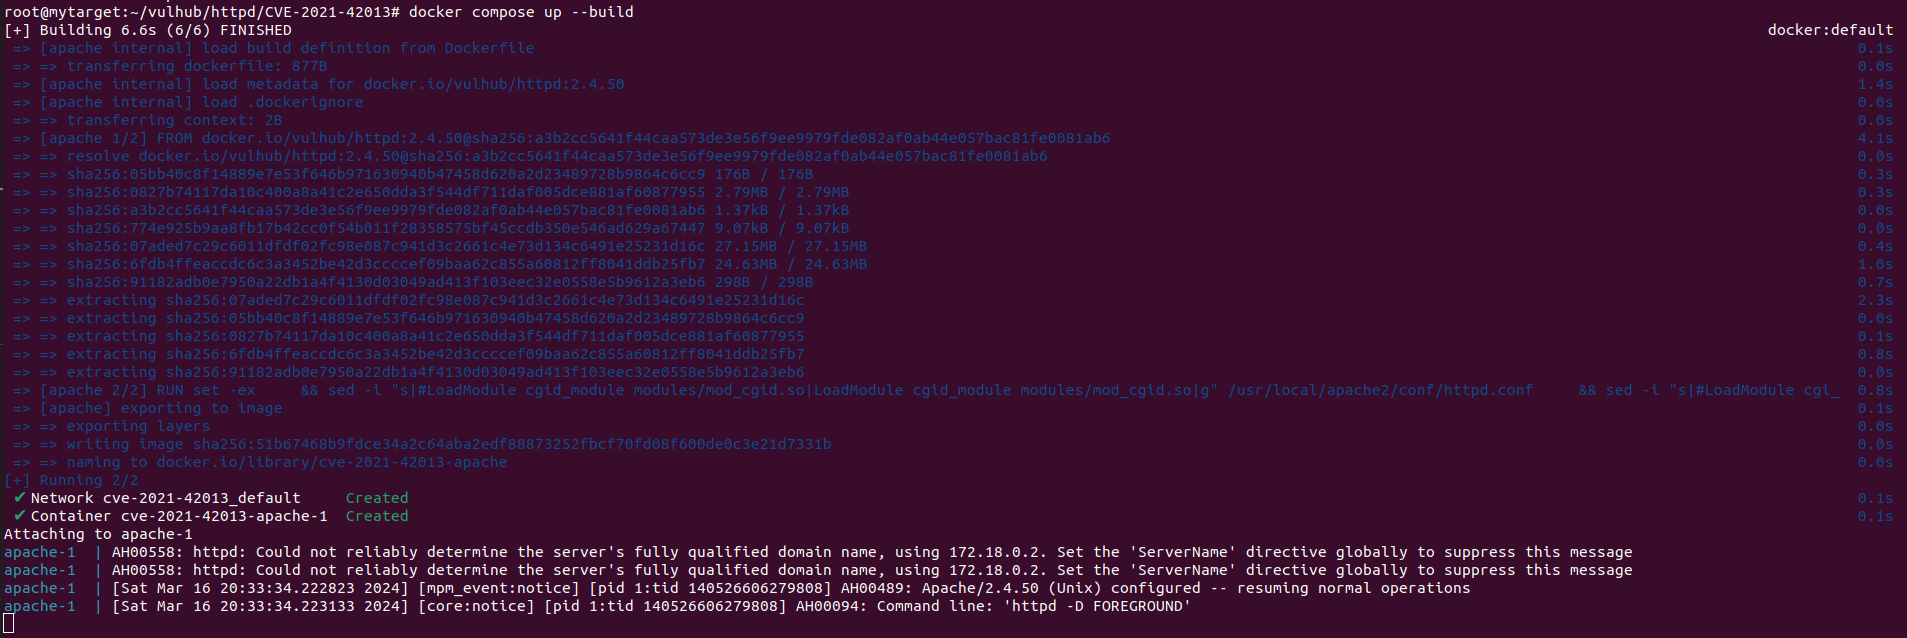 root@mytarget:~/vulhub/httpd/CVE-2021-42013# docker compose up --build
[+] Building 6.6s (6/6) FINISHED docker:default
=> [apache internal] load build definition from Dockerfile 0.1s
=> => transferring dockerfile: 877B 0.0s
=> [apache internal] load metadata for docker.io/vulhub/httpd:2.4.50 1.4s
=> [apache internal] load .dockerignore 0.0s
=> => transferring context: 2B 0.0s
=> [apache 1/2] FROM docker.io/vulhub/httpd:2.4.50@sha256:a3b2cc5641f44caa573de3e56f9ee9979fde082af0ab44e057bac81fe0081ab6 4.1s
=> => resolve docker.io/vulhub/httpd:2.4.50@sha256:a3b2cc5641f44caa573de3e56f9ee9979fde082af0ab44e057bac81fe0081ab6 0.0s
=> => sha256:05bb40c8f14889e7e53f646b971630940b47458d620a2d23489728b9864c6cc9 176B / 176B 0.3s
=> => sha256:0827b74117da10c400a8a41c2e650dda3f544df711daf005dce881af60877955 2.79MB / 2.79MB 0.3s
=> => sha256:a3b2cc5641f44caa573de3e56f9ee9979fde082af0ab44e057bac81fe0081ab6 1.37kB / 1.37kB 0.0s
=> => sha256:774e925b9aa8fb17b42cc0f54b011f28358575bf45ccdb350e546ad629a67447 9.07kB / 9.07kB 0.0s
=> => sha256:07aded7c29c6011dfdf02fc98e087c941d3c2661c4e73d134c6491e25231d16c 27.15MB / 27.15MB 0.4s
=> => sha256:6fdb4ffeaccdc6c3a3452be42d3ccccef09baa62c855a60812ff8041ddb25fb7 24.63MB / 24.63MB 1.0s
=> => sha256:91182adb0e7950a22db1a4f4130d03049ad413f103eec32e0558e5b9612a3eb6 298B / 298B 0.7s
=> => extracting sha256:07aded7c29c6011dfdf02fc98e087c941d3c2661c4e73d134c6491e25231d16c 2.3s
=> => extracting sha256:05bb40c8f14889e7e53f646b971630940b47458d620a2d23489728b9864c6cc9 0.0s
=> => extracting sha256:0827b74117da10c400a8a41c2e650dda3f544df711daf005dce881af60877955 0.1s
=> => extracting sha256:6fdb4ffeaccdc6c3a3452be42d3ccccef09baa62c855a60812ff8041ddb25fb7 0.8s
=> => extracting sha256:91182adb0e7950a22db1a4f4130d03049ad413f103eec32e0558e5b9612a3eb6 0.0s
=> [apache 2/2] RUN set -ex     && sed -i "s|#LoadModule cgid_module modules/mod_cgid.so|LoadModule cgid_module modules/mod_cgid.so|g" /usr/local/apache2/conf/httpd.conf     && sed -i "s|#LoadModule cgi_ 0.8s
=> [apache] exporting to image 0.1s
=> => exporting layers 0.0s
=> => writing image sha256:51b67468b9fdce34a2c64aba2edf88873252fbcf70fd08f600de0c3e21d7331b 0.0s
=> => naming to docker.io/library/cve-2021-42013-apache 0.0s
[+] Running 2/2
✔ Network cve-2021-42013_default     Created 0.1s
✔ Container cve-2021-42013-apache-1  Created 0.1s
Attaching to apache-1
apache-1  | AH00558: httpd: Could not reliably determine the server's fully qualified domain name, using 172.18.0.2. Set the 'ServerName' directive globally to suppress this message
apache-1  | AH00558: httpd: Could not reliably determine the server's fully qualified domain name, using 172.18.0.2. Set the 'ServerName' directive globally to suppress this message
apache-1  | [Sat Mar 16 20:33:34.222823 2024] [mpm_event:notice] [pid 1:tid 140526606279808] AH00489: Apache/2.4.50 (Unix) configured -- resuming normal operations
apache-1  | [Sat Mar 16 20:33:34.223133 2024] [core:notice] [pid 1:tid 140526606279808] AH00094: Command line: 'httpd -D FOREGROUND'